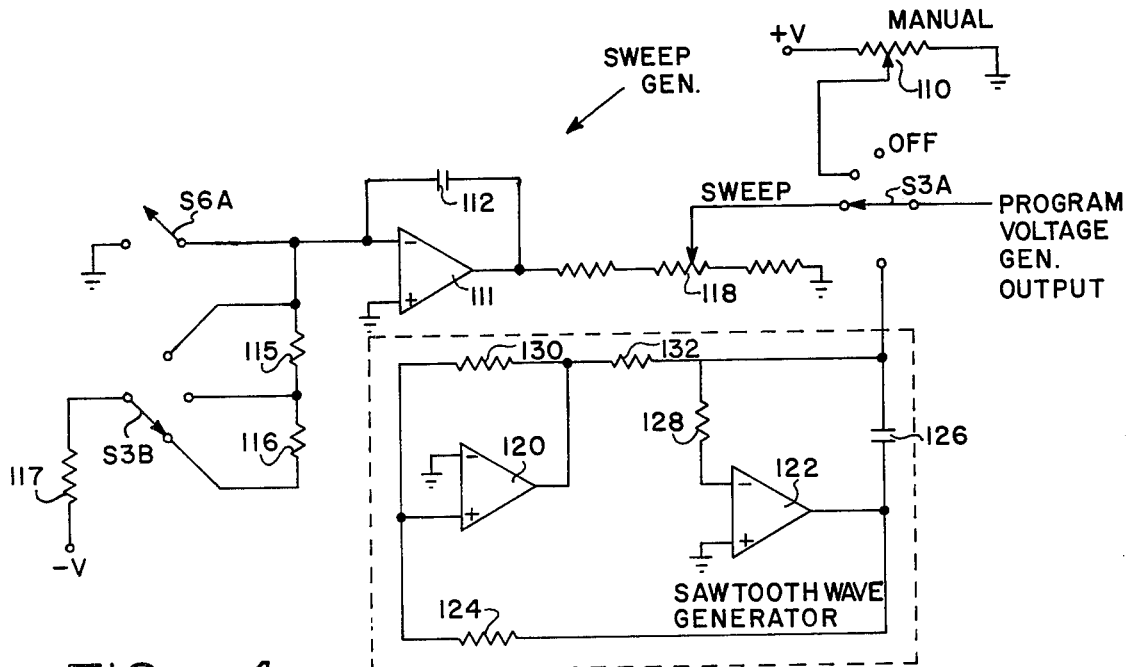 MANUAL
+V
110
SWEEP
GEN.
OFF
S6A
112
SWEEP
S3A
PROGRAM
VOLTAGE
GEN.
OUTPUT
−
+
111
118
115
116
S3B
117
−V
130
132
128
126
−
+
120
−
+
122
SAWTOOTH WAVE
GENERATOR
124